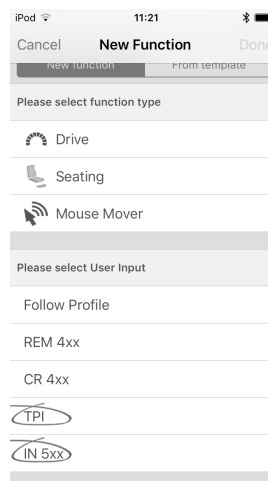 iPod 11:21
Cancel New Function Done
New function From template
Please select function type
Drive
Seating
Mouse Mover
Please select User Input
Follow Profile
REM 4xx
CR 4xx
TPI
IN 5xx